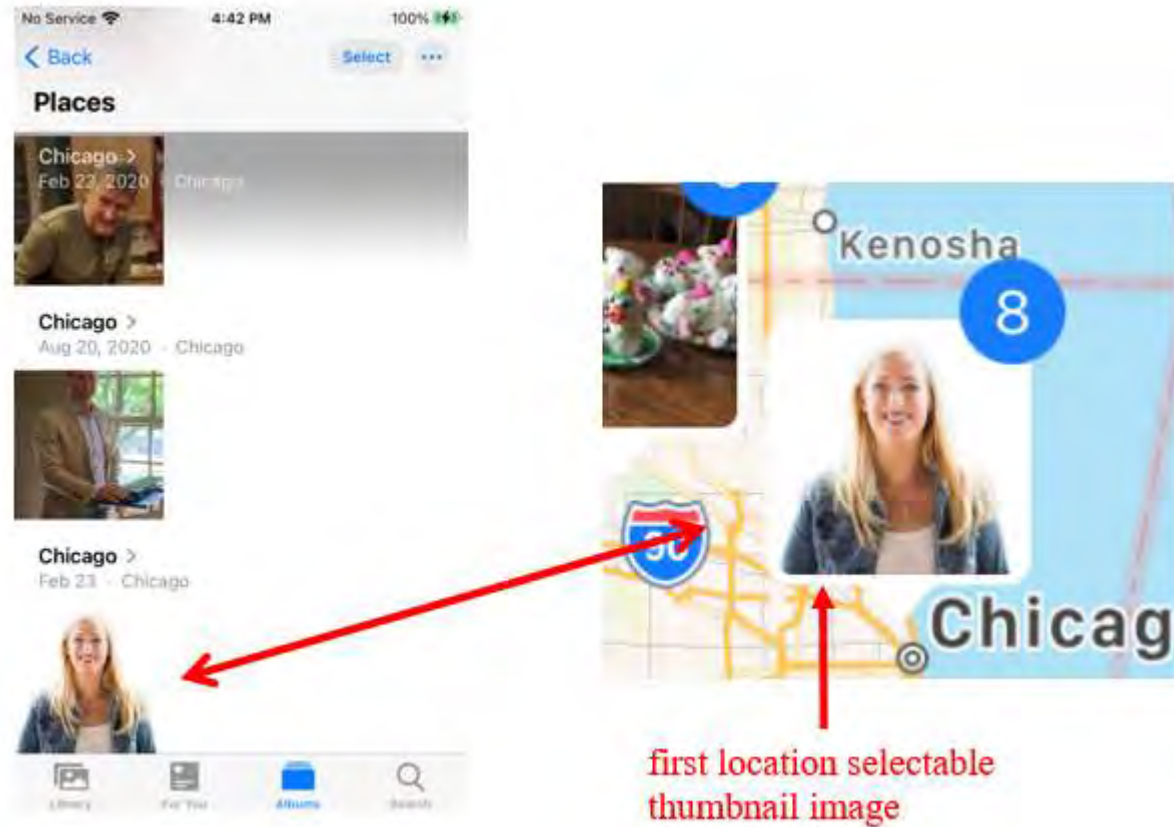 No Service 4:42 PM 100%
Back Select ...
Places
Chicago >
Feb 22, 2020 · Chicago
Chicago >
Aug 20, 2020 · Chicago
Chicago >
Feb 23 · Chicago
Library For You Albums Search
Kenosha
8
90
Chicag
first location selectable
thumbnail image